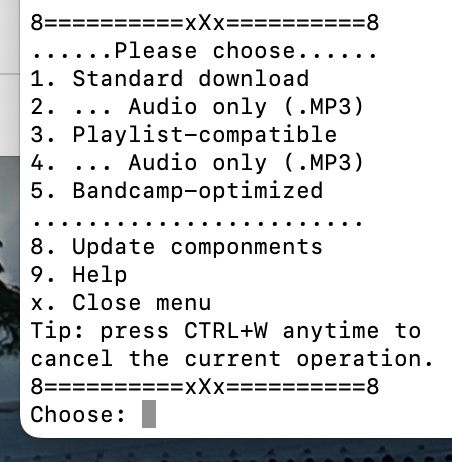 8==========xXx==========8
......Please choose......
1. Standard download
2. ... Audio only (.MP3)
3. Playlist-compatible
4. ... Audio only (.MP3)
5. Bandcamp-optimized
.........................
8. Update componments
9. Help
x. Close menu
Tip: press CTRL+W anytime to
cancel the current operation.
8==========xXx==========8
Choose: